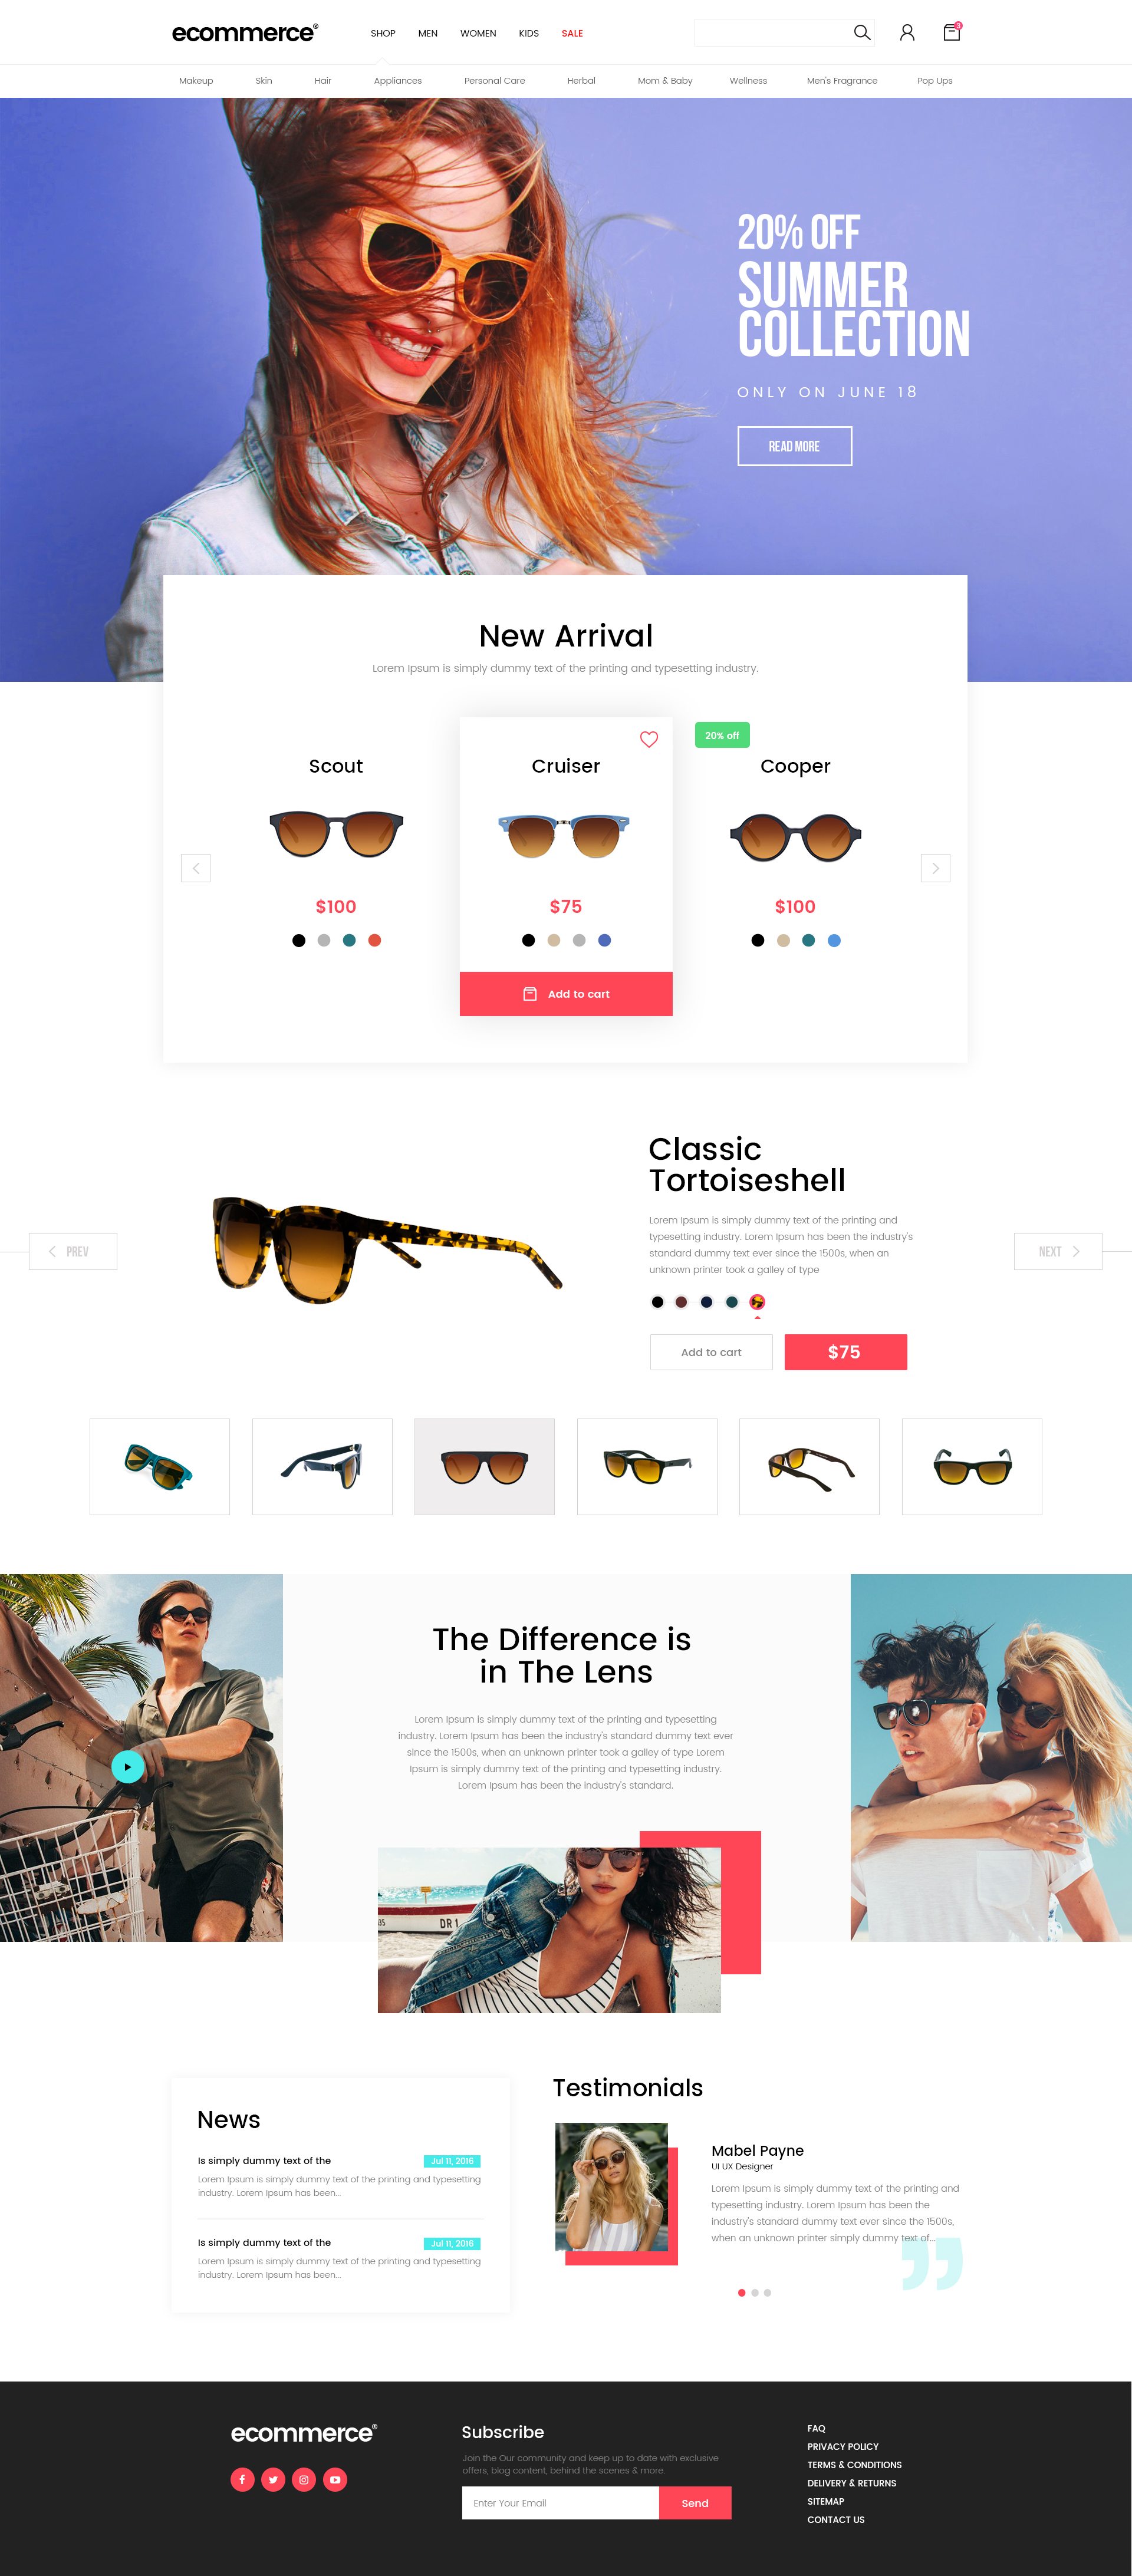 ecommerce®
SHOP MEN WOMEN KIDS SALE
3
Makeup Skin Hair Appliances Personal Care Herbal Mom & Baby Wellness Men's Fragrance Pop Ups
20% OFF
SUMMER
COLLECTION
ONLY ON JUNE 18
READ MORE
New Arrival
Lorem Ipsum is simply dummy text of the printing and typesetting industry.
20% off
Scout
Cruiser
Cooper
$100
$75
$100
Add to cart
Classic
Tortoiseshell
Lorem Ipsum is simply dummy text of the printing and
typesetting industry. Lorem Ipsum has been the industry's
standard dummy text ever since the 1500s, when an
unknown printer took a galley of type
PREV
NEXT
Add to cart
$75
The Difference is
in The Lens
Lorem Ipsum is simply dummy text of the printing and typesetting
industry. Lorem Ipsum has been the industry's standard dummy text ever
since the 1500s, when an unknown printer took a galley of type Lorem
Ipsum is simply dummy text of the printing and typesetting industry.
Lorem Ipsum has been the industry's standard.
35
DR 1
News
Is simply dummy text of the
Jul 11, 2016
Lorem Ipsum is simply dummy text of the printing and typesetting
industry. Lorem Ipsum has been...
Is simply dummy text of the
Jul 11, 2016
Lorem Ipsum is simply dummy text of the printing and typesetting
industry. Lorem Ipsum has been...
Testimonials
Mabel Payne
UI UX Designer
Lorem Ipsum is simply dummy text of the printing and
typesetting industry. Lorem Ipsum has been the
industry's standard dummy text ever since the 1500s,
when an unknown printer simply dummy text of...
ecommerce®
Subscribe
Join the Our community and keep up to date with exclusive
offers, blog content, behind the scenes & more.
Enter Your Email
Send
FAQ
PRIVACY POLICY
TERMS & CONDITIONS
DELIVERY & RETURNS
SITEMAP
CONTACT US